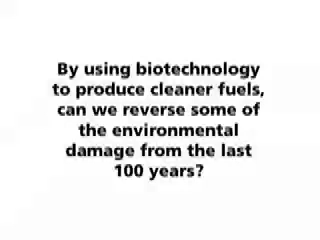 By using biotechnology
to produce cleaner fuels,
can we reverse some of
the environmental
damage from the last
100 years?